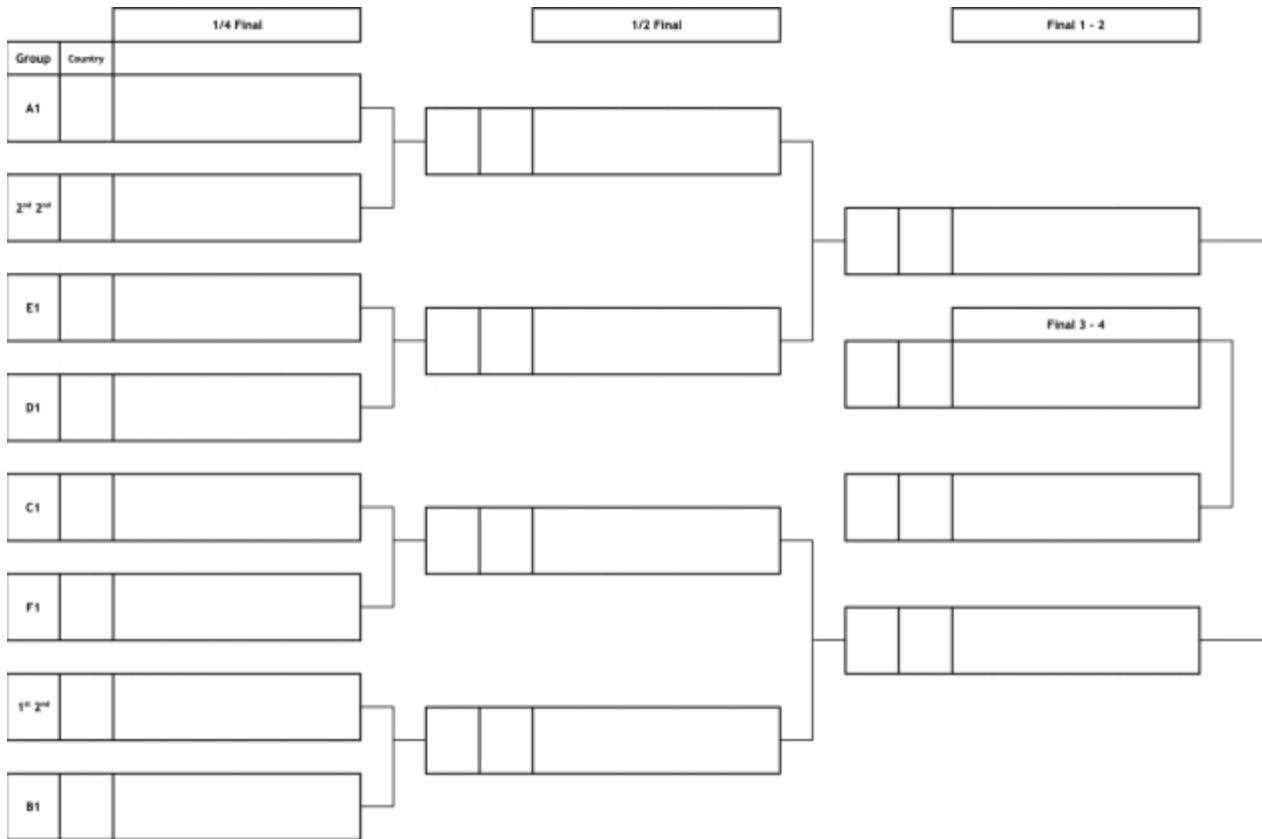 1/4 Final
1/2 Final
Final 1 - 2
Group Country
A1
2nd 2nd
E1
Final 3 - 4
D1
C1
F1
1st 2nd
B1